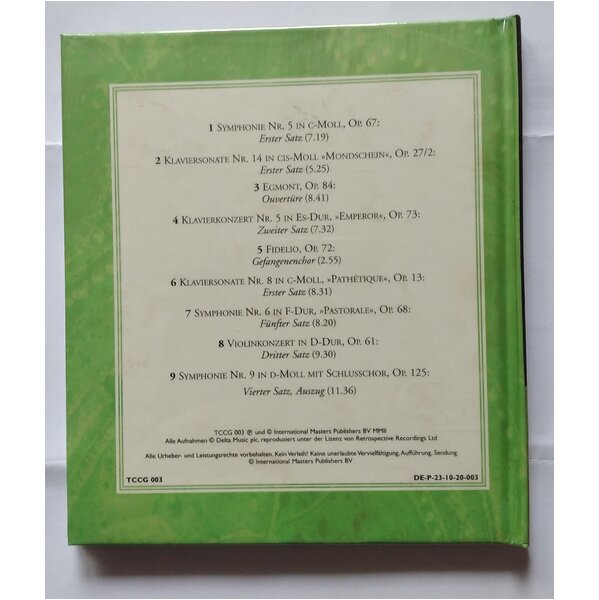 1 Symphonie Nr. 5 in c-Moll, Op. 67:
Erster Satz (7.19)
2 Klaviersonate Nr. 14 in cis-Moll »Mondschein«, Op. 27/2:
Erster Satz (5.25)
3 Egmont, Op. 84:
Ouvertüre (8.41)
4 Klavierkonzert Nr. 5 in Es-Dur, »Emperor«, Op. 73:
Zweiter Satz (7.32)
5 Fidelio, Op. 72:
Gefangenenchor (2.55)
6 Klaviersonate Nr. 8 in c-Moll, »Pathétique«, Op. 13:
Erster Satz (8.31)
7 Symphonie Nr. 6 in F-Dur, »Pastorale«, Op. 68:
Fünfter Satz (8.20)
8 Violinkonzert in D-Dur, Op. 61:
Dritter Satz (9.30)
9 Symphonie Nr. 9 in d-Moll mit Schlusschor, Op. 125:
Vierter Satz, Auszug (11.36)
TCCG 003 ℗ und © International Masters Publishers BV MMII
Alle Aufnahmen © Delta Music plc, reproduziert unter der Lizenz von Retrospective Recordings Ltd
Alle Urheber- und Leistungsrechte vorbehalten. Kein Verleih! Keine unerlaubte Vervielfältigung, Aufführung, Sendung.
© International Masters Publishers BV
TCCG 003
DE-P-23-10-20-003